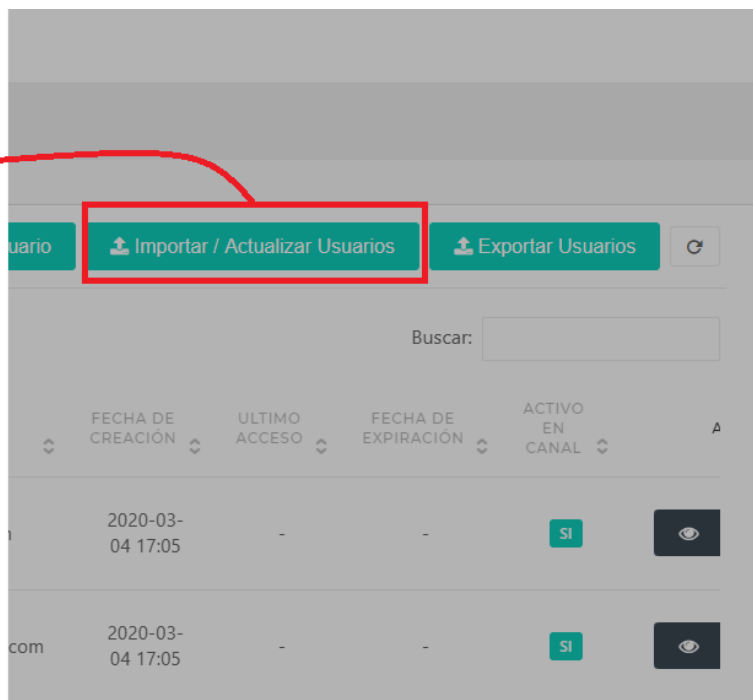 uario
Importar / Actualizar Usuarios
Exportar Usuarios
Buscar:
FECHA DE
CREACIÓN
ULTIMO
ACCESO
FECHA DE
EXPIRACIÓN
ACTIVO
EN
CANAL
A
2020-03-
04 17:05
-
-
SI
2020-03-
com
04 17:05
-
-
SI